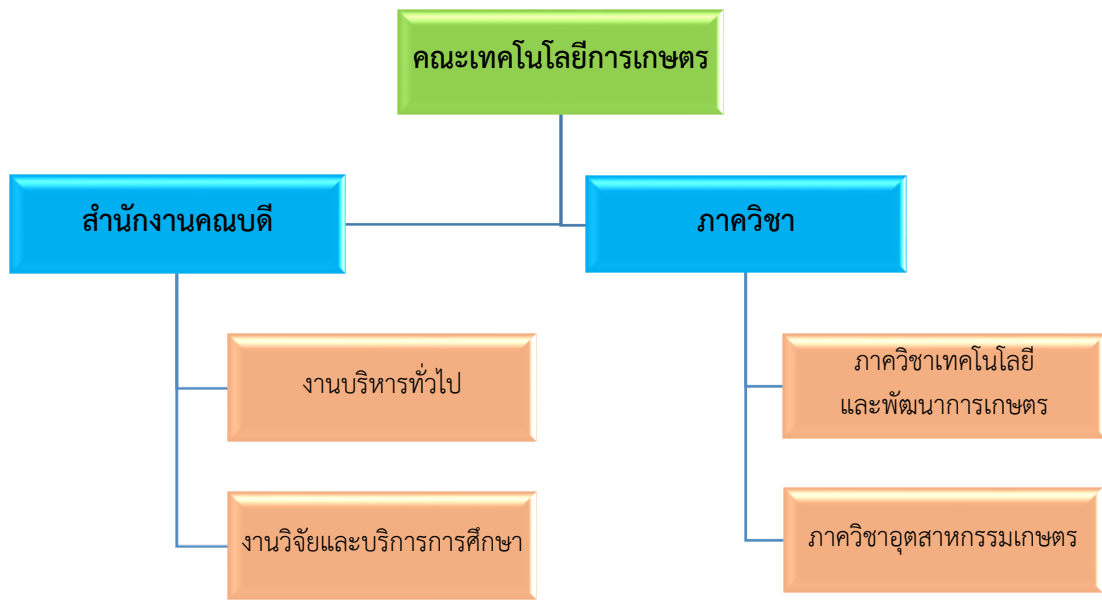 คณะเทคโนโลยีการเกษตร
สำนักงานคณบดี
ภาควิชา
งานบริหารทั่วไป
ภาควิชาเทคโนโลยี
และพัฒนาการเกษตร
งานวิจัยและบริการการศึกษา
ภาควิชาอุตสาหกรรมเกษตร